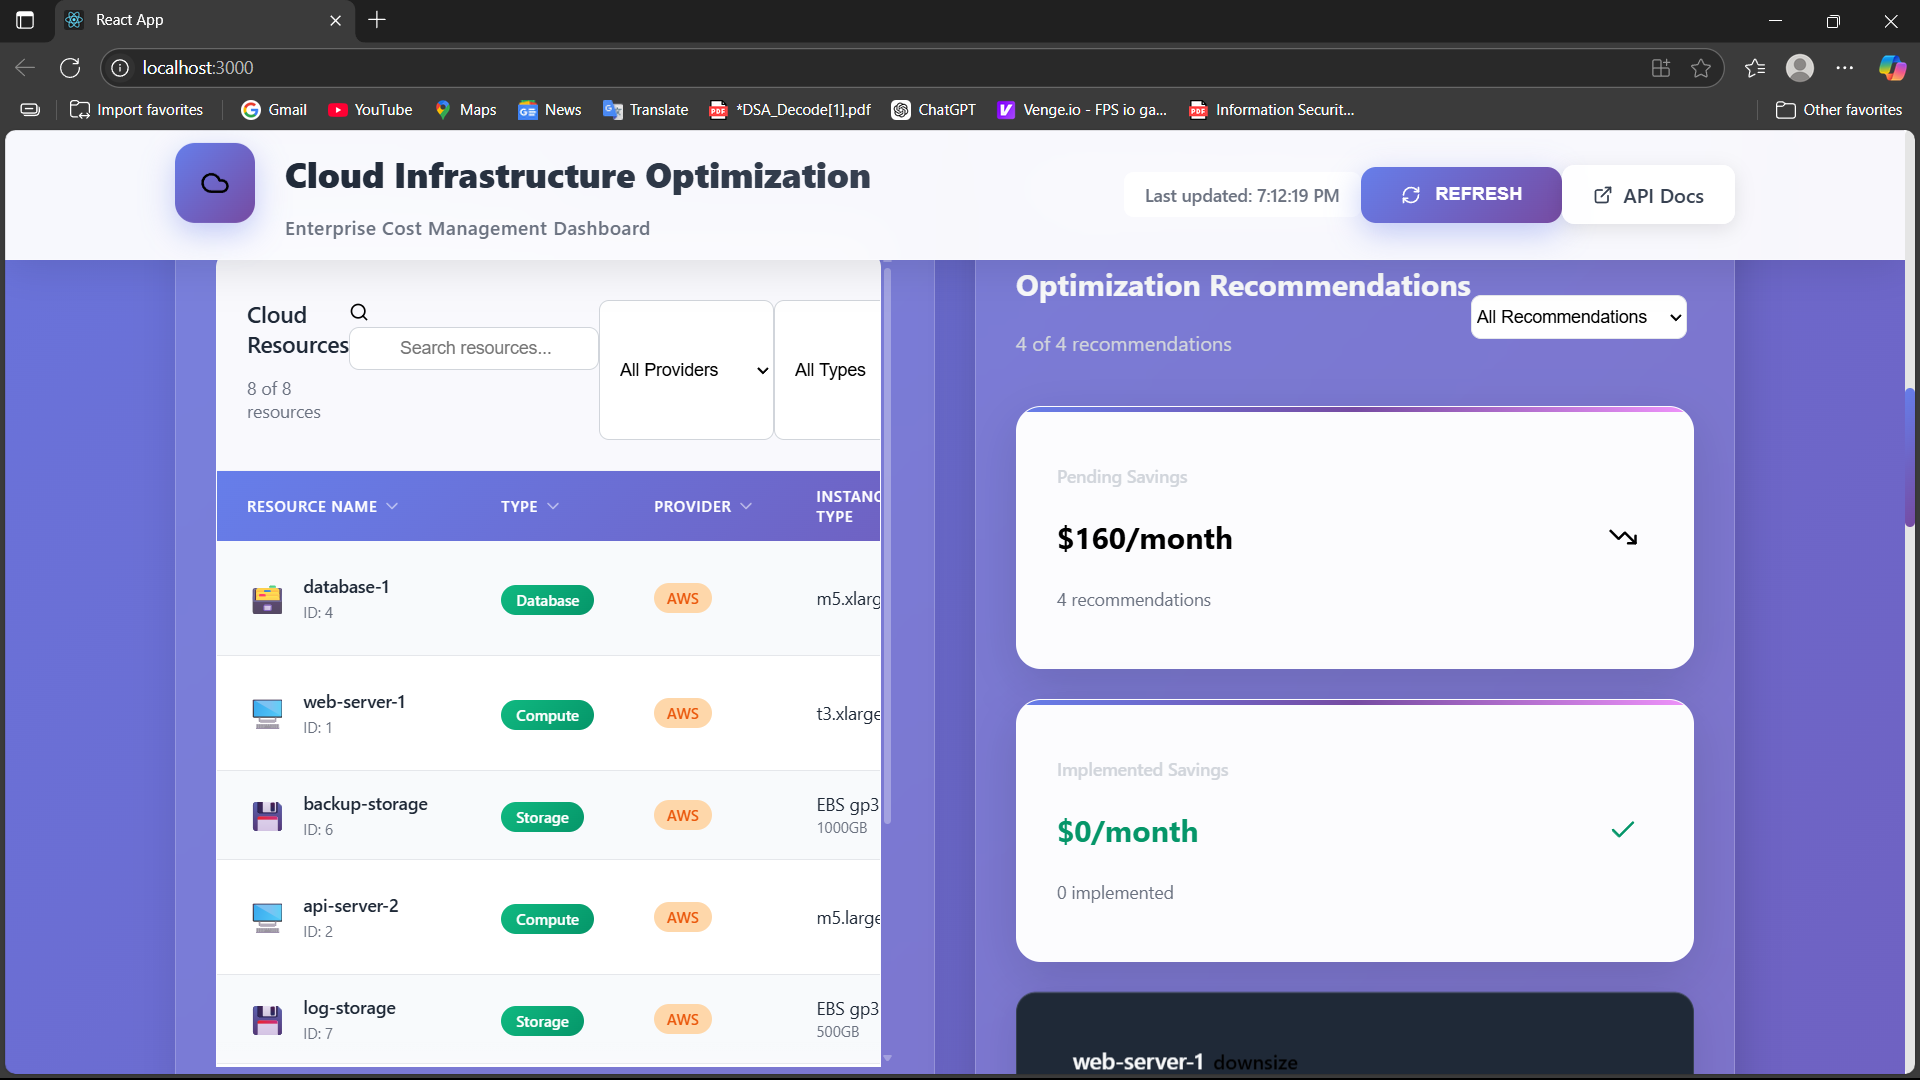 React App
localhost:3000
Import favorites
Gmail
YouTube
Maps
News
Translate
*DSA_Decode[1].pdf
ChatGPT
Venge.io - FPS io ga...
Information Securit...
Other favorites
Cloud Infrastructure Optimization
Enterprise Cost Management Dashboard
Last updated: 7:12:19 PM
REFRESH
API Docs
Cloud
Resources
8 of 8
resources
Search resources...
All Providers
All Types
RESOURCE NAME
TYPE
PROVIDER
INSTANC
TYPE
database-1
ID: 4
Database
AWS
m5.xlarg
web-server-1
ID: 1
Compute
AWS
t3.xlarge
backup-storage
ID: 6
Storage
AWS
EBS gp3
1000GB
api-server-2
ID: 2
Compute
AWS
m5.large
log-storage
ID: 7
Storage
AWS
EBS gp3
500GB
Optimization Recommendations
4 of 4 recommendations
All Recommendations
Pending Savings
$160/month
4 recommendations
Implemented Savings
$0/month
0 implemented
web-server-1 downsize